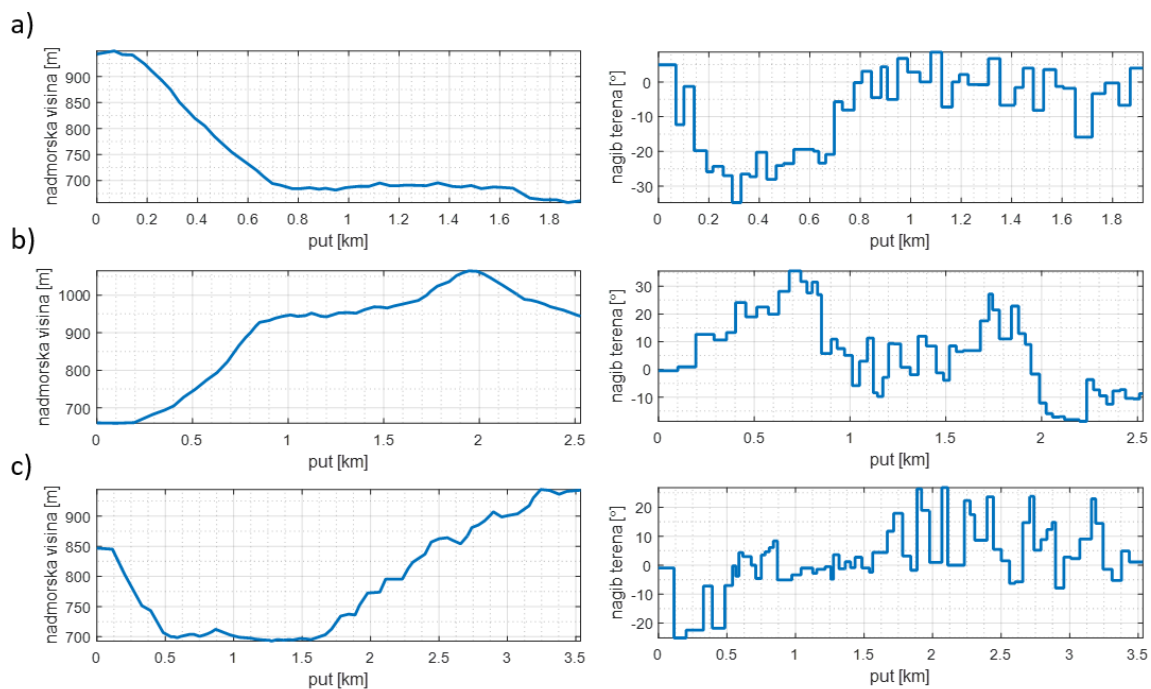 a)
nadmorska visina [m]
900
850
800
750
700
0 0.2 0.4 0.6 0.8 1 1.2 1.4 1.6 1.8
put [km]
nagib terena [°]
0
-10
-20
-30
0 0.2 0.4 0.6 0.8 1 1.2 1.4 1.6 1.8
put [km]
b)
nadmorska visina [m]
1000
900
800
700
0 0.5 1 1.5 2 2.5
put [km]
nagib terena [°]
30
20
10
0
-10
0 0.5 1 1.5 2 2.5
put [km]
c)
nadmorska visina [m]
900
850
800
750
700
0 0.5 1 1.5 2 2.5 3 3.5
put [km]
nagib terena [°]
20
10
0
-10
-20
0 0.5 1 1.5 2 2.5 3 3.5
put [km]